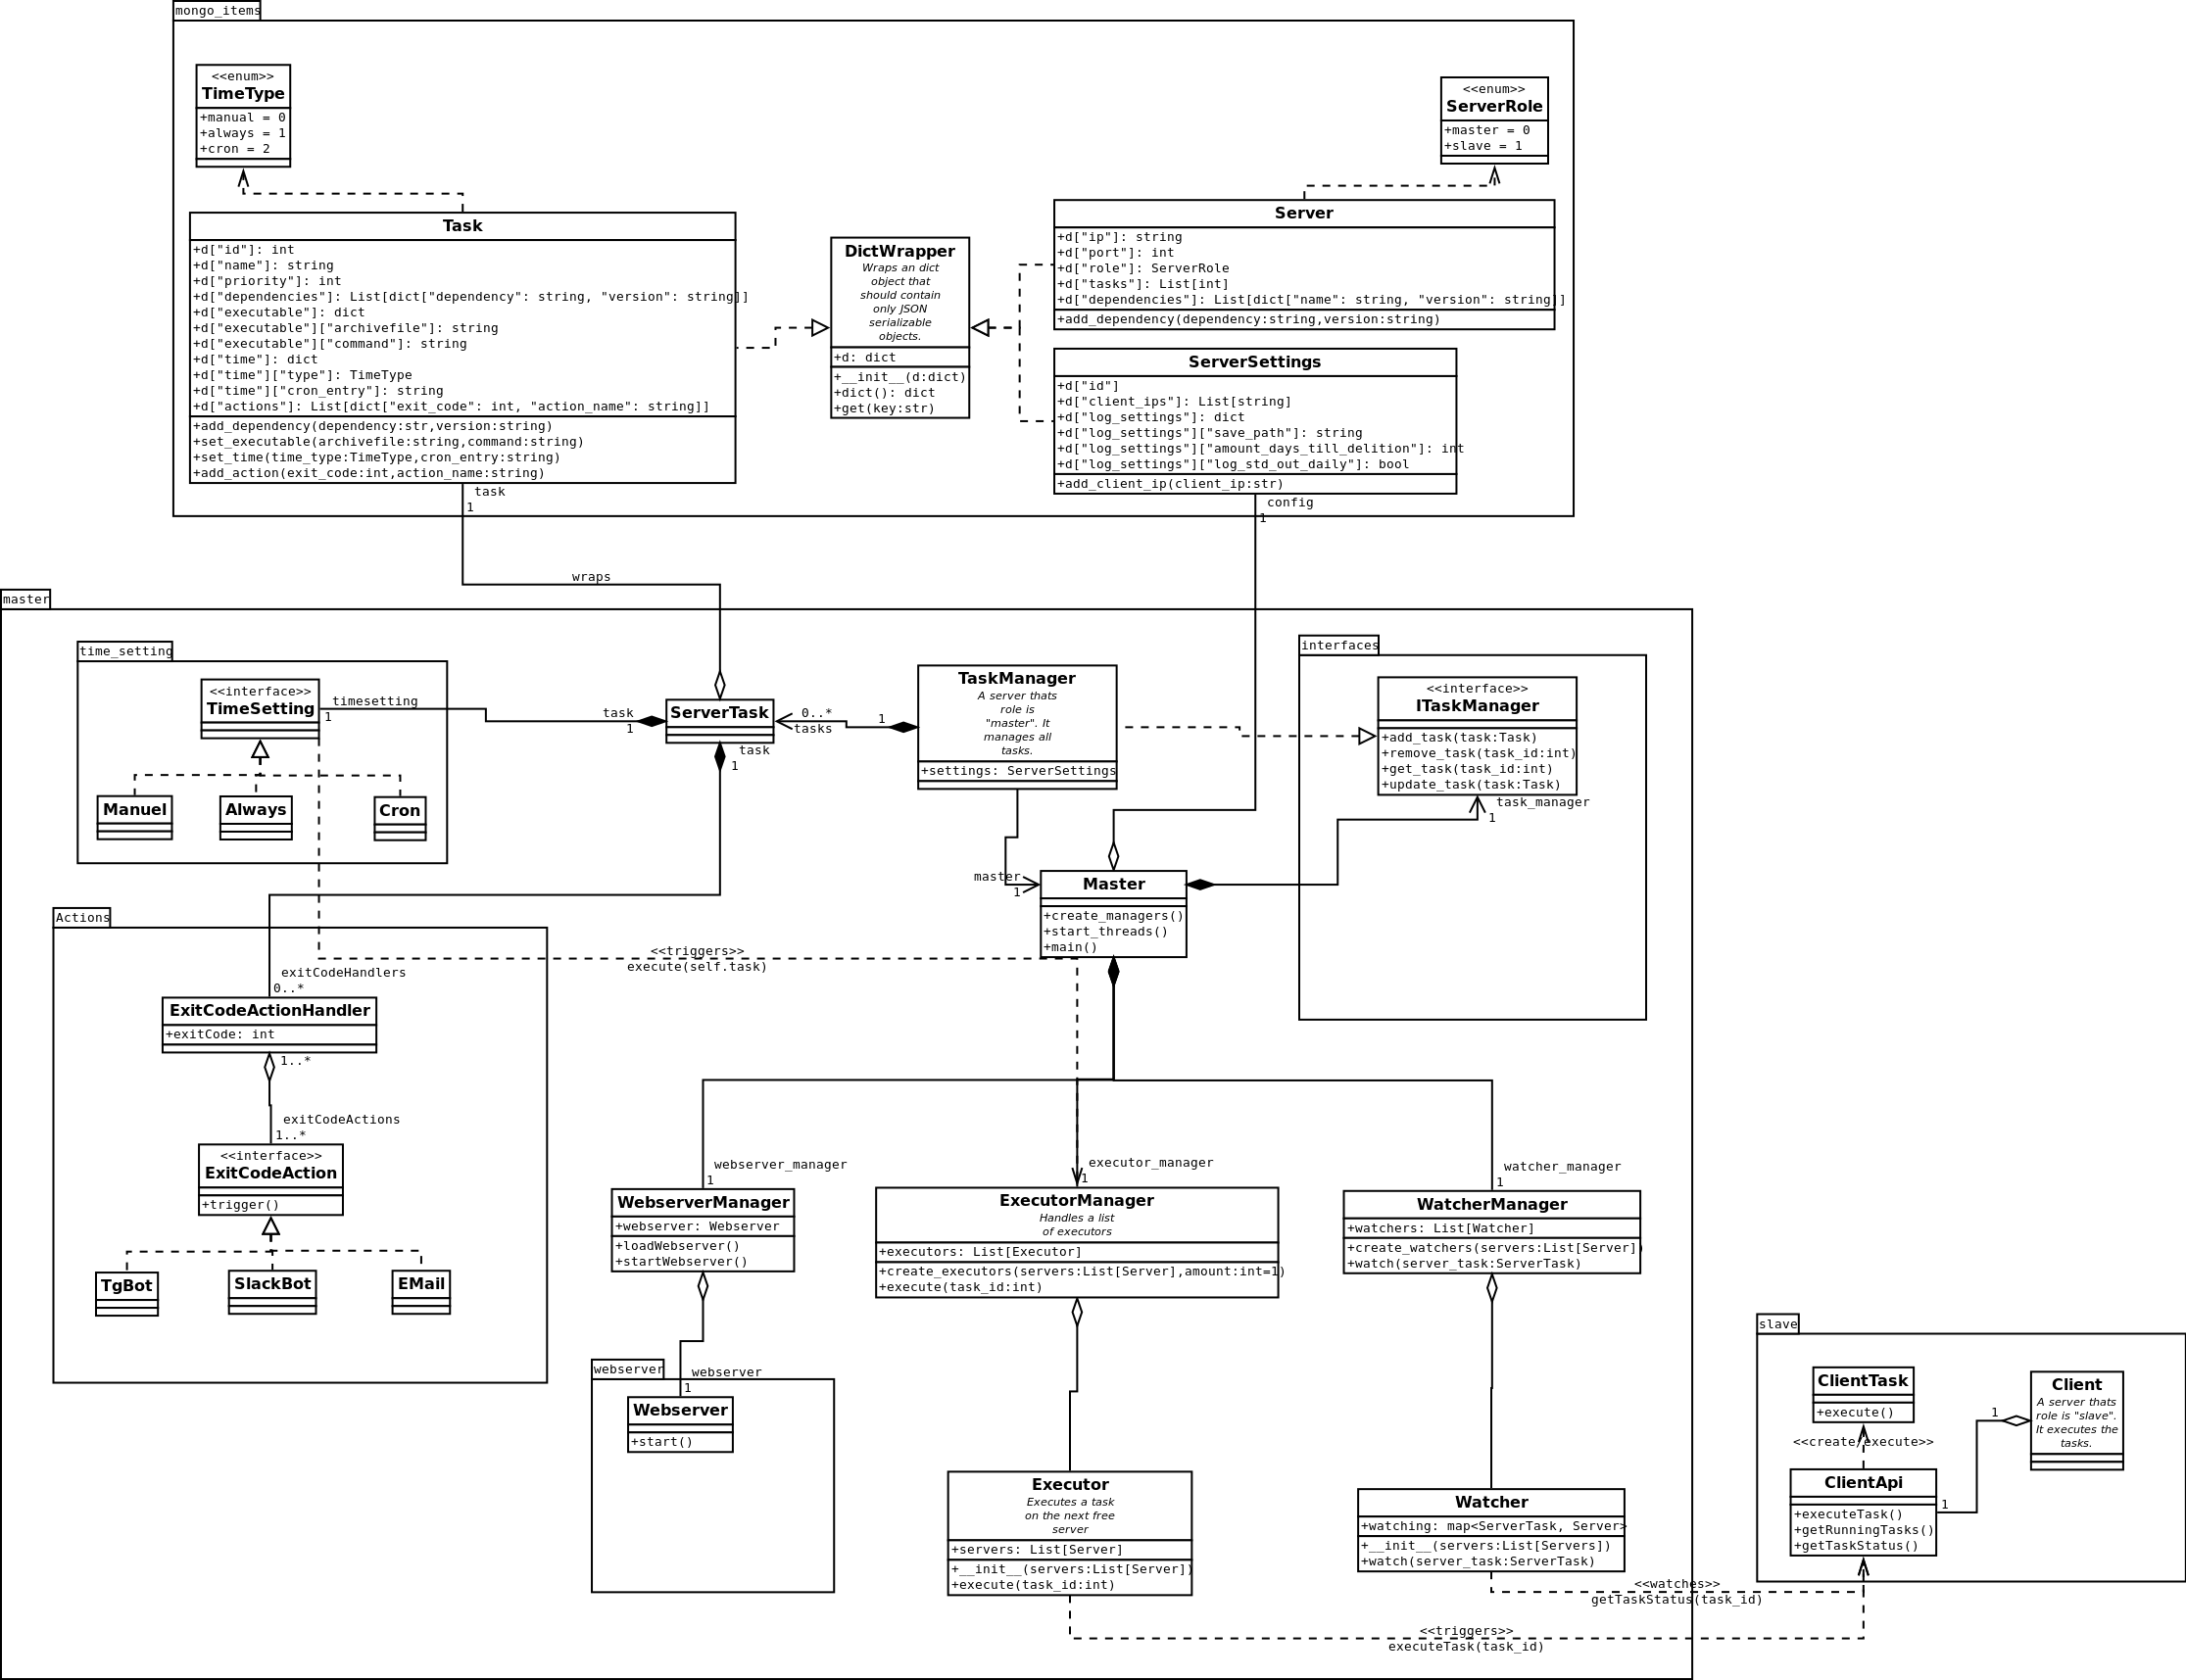 mongo_items
<<enum>>
TimeType
+manual = 0
+always = 1
+cron = 2
<<enum>>
ServerRole
+master = 0
+slave = 1
Task
+d["id"]: int
+d["name"]: string
+d["priority"]: int
+d["dependencies"]: List[dict["dependency": string, "version": string]]
+d["executable"]: dict
+d["executable"]["archivefile"]: string
+d["executable"]["command"]: string
+d["time"]: dict
+d["time"]["type"]: TimeType
+d["time"]["cron_entry"]: string
+d["actions"]: List[dict["exit_code": int, "action_name": string]]
+add_dependency(dependency:str,version:string)
+set_executable(archivefile:string,command:string)
+set_time(time_type:TimeType,cron_entry:string)
+add_action(exit_code:int,action_name:string)
DictWrapper
Wraps an dict
object that
should contain
only JSON
serializable
objects.
+d: dict
+__init__(d:dict)
+dict(): dict
+get(key:str)
Server
+d["ip"]: string
+d["port"]: int
+d["role"]: ServerRole
+d["tasks"]: List[int]
+d["dependencies"]: List[dict["name": string, "version": string]]
+add_dependency(dependency:string,version:string)
ServerSettings
+d["id"]
+d["client_ips"]: List[string]
+d["log_settings"]: dict
+d["log_settings"]["save_path"]: string
+d["log_settings"]["amount_days_till_delition"]: int
+d["log_settings"]["log_std_out_daily"]: bool
+add_client_ip(client_ip:str)
task
1
config
1
wraps
master
time_setting
<<interface>>
TimeSetting
timesetting
1
Manuel
Always
Cron
task
1
ServerTask
task
1
0..*
tasks
1
TaskManager
A server thats
role is
"master". It
manages all
tasks.
+settings: ServerSettings
interfaces
<<interface>>
ITaskManager
+add_task(task:Task)
+remove_task(task_id:int)
+get_task(task_id:int)
+update_task(task:Task)
task_manager
1
master
1
Master
+create_managers()
+start_threads()
+main()
Actions
<<triggers>>
execute(self.task)
exitCodeHandlers
0..*
ExitCodeActionHandler
+exitCode: int
1..*
exitCodeActions
1..*
<<interface>>
ExitCodeAction
+trigger()
TgBot
SlackBot
EMail
webserver_manager
1
WebserverManager
+webserver: Webserver
+loadWebserver()
+startWebserver()
executor_manager
1
ExecutorManager
Handles a list
of executors
+executors: List[Executor]
+create_executors(servers:List[Server],amount:int=1)
+execute(task_id:int)
watcher_manager
1
WatcherManager
+watchers: List[Watcher]
+create_watchers(servers:List[Server])
+watch(server_task:ServerTask)
webserver
webserver
1
Webserver
+start()
Executor
Executes a task
on the next free
server
+servers: List[Server]
+__init__(servers:List[Server])
+execute(task_id:int)
Watcher
+watching: map<ServerTask, Server>
+__init__(servers:List[Servers])
+watch(server_task:ServerTask)
slave
ClientTask
+execute()
<<create/execute>>
ClientApi
+executeTask()
+getRunningTasks()
+getTaskStatus()
1
1
Client
A server thats
role is "slave".
It executes the
tasks.
<<watches>>
getTaskStatus(task_id)
<<triggers>>
executeTask(task_id)